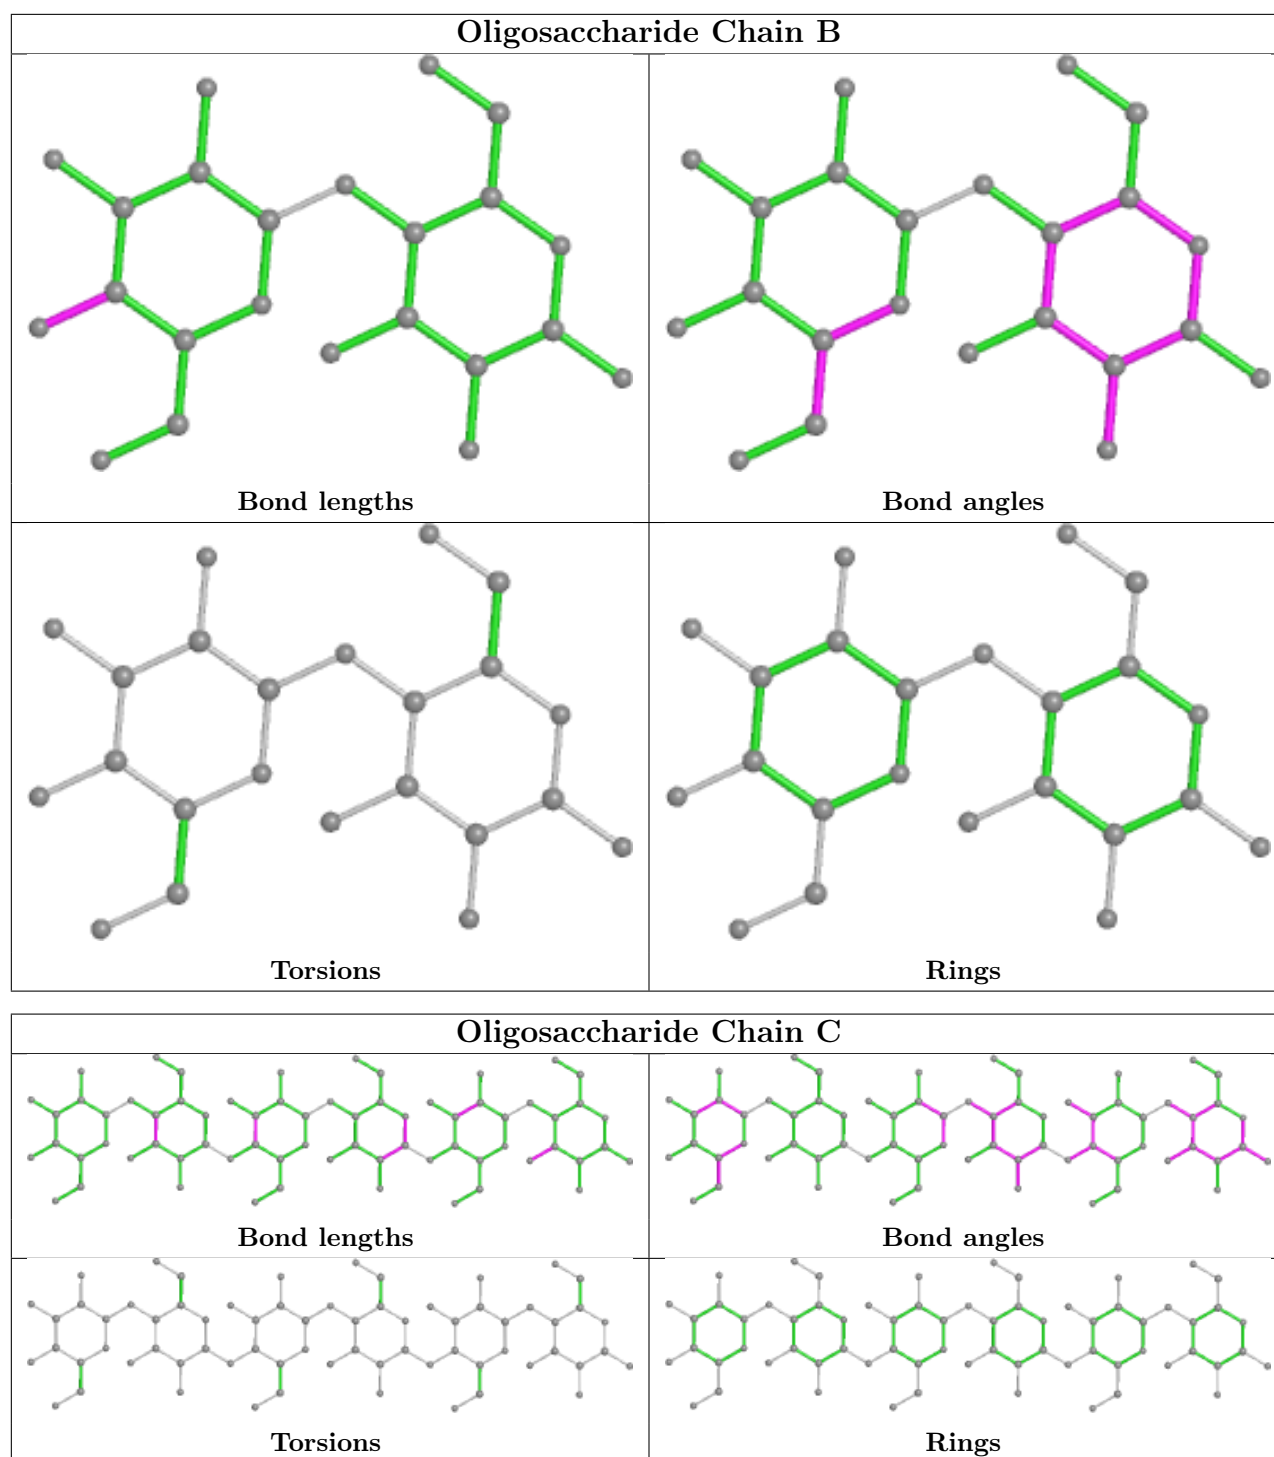 Oligosaccharide Chain B
Bond lengths
Bond angles
Torsions
Rings
Oligosaccharide Chain C
Bond lengths
Bond angles
Torsions
Rings